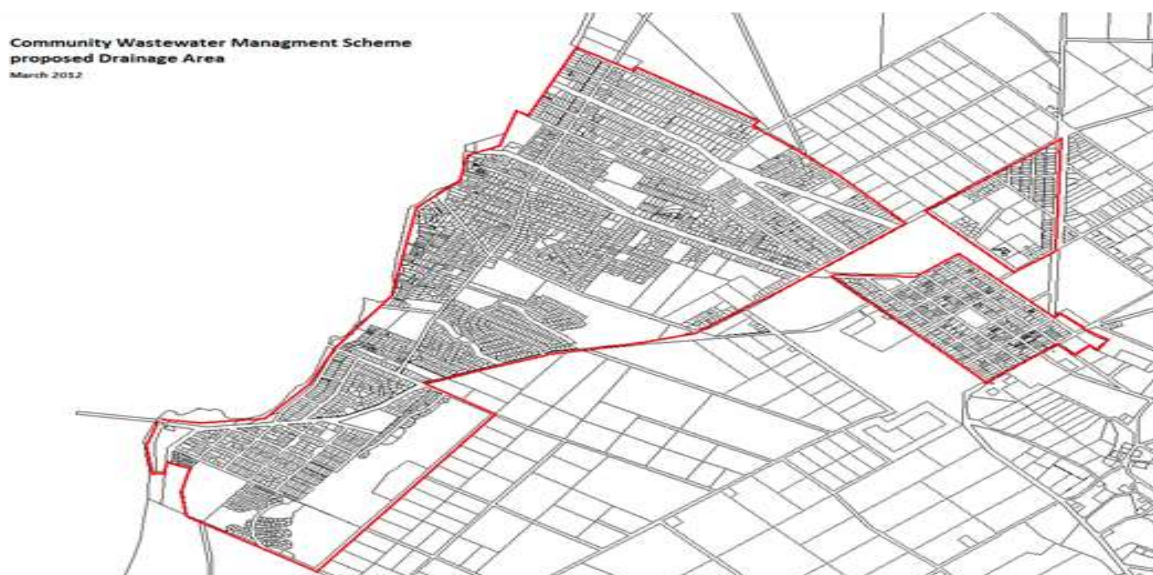 Community Wastewater Managment Scheme
proposed Drainage Area
March 2012